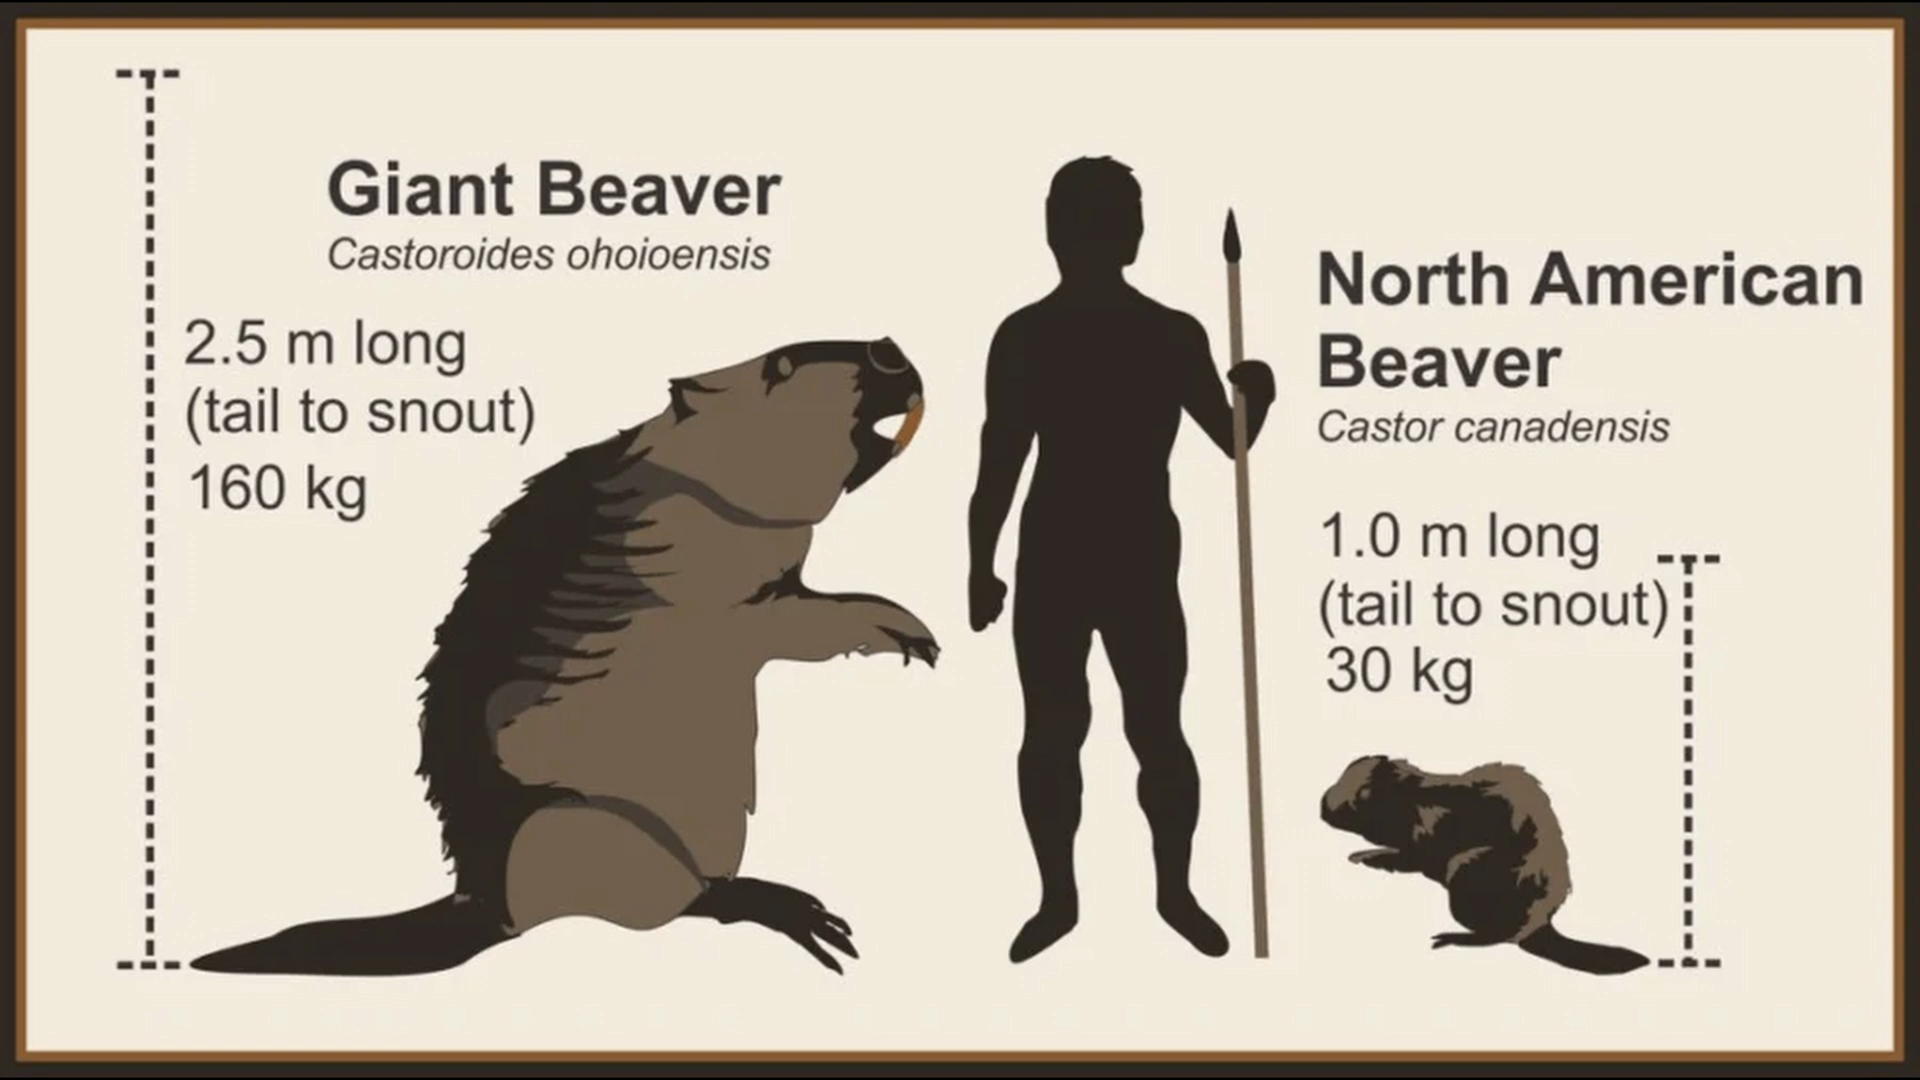 Giant Beaver
Castoroides ohoioensis
2.5 m long
(tail to snout)
160 kg
North American
Beaver
Castor canadensis
1.0 m long
(tail to snout)
30 kg